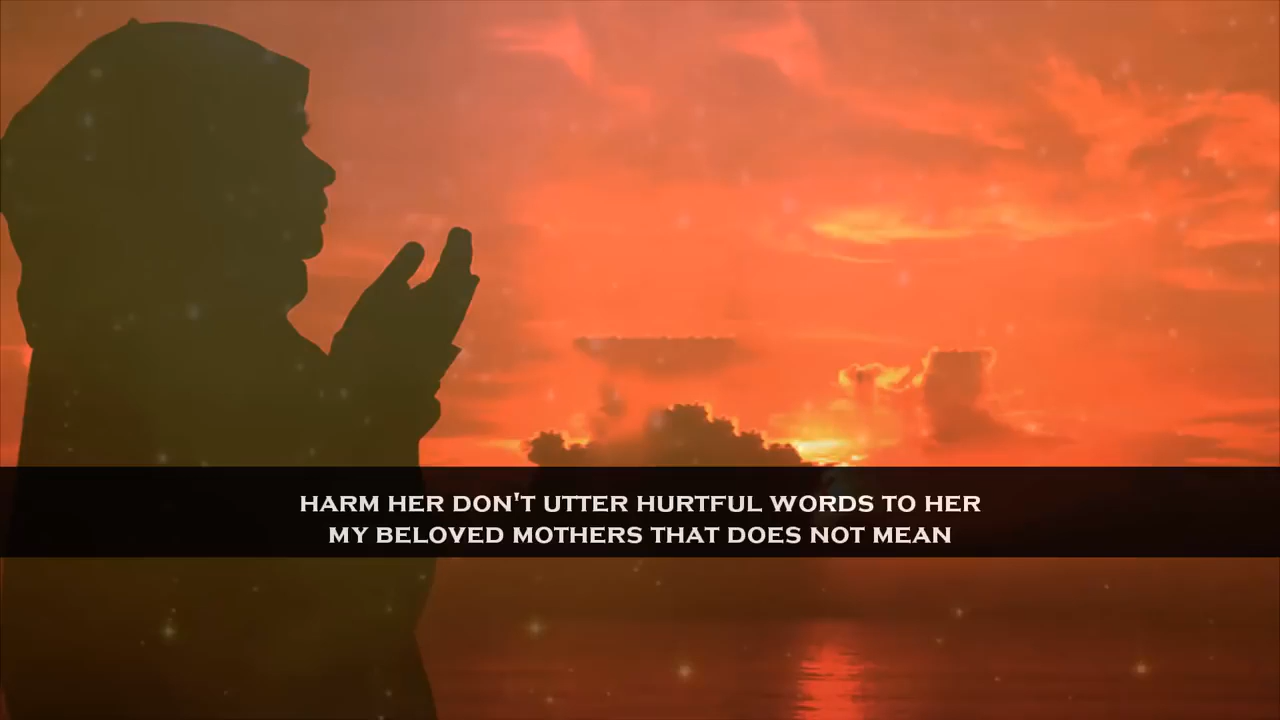 HARM HER DON'T UTTER HURTFUL WORDS TO HER
MY BELOVED MOTHERS THAT DOES NOT MEAN